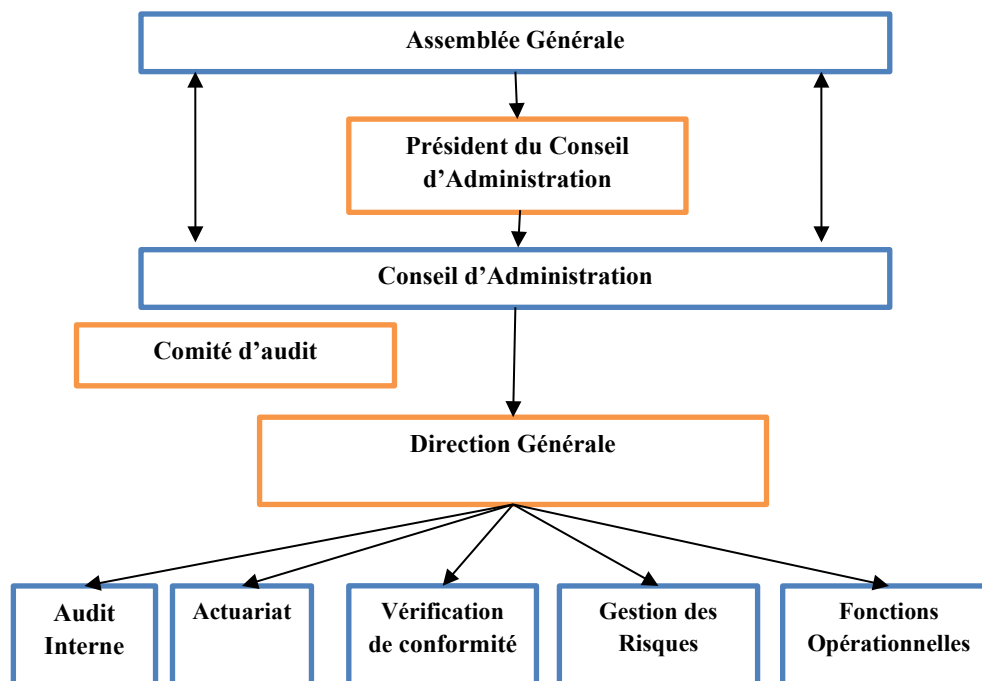 Assemblée Générale
Président du Conseil
d’Administration
Conseil d’Administration
Comité d’audit
Direction Générale
Audit
Interne
Actuariat
Vérification
de conformité
Gestion des
Risques
Fonctions
Opérationnelles